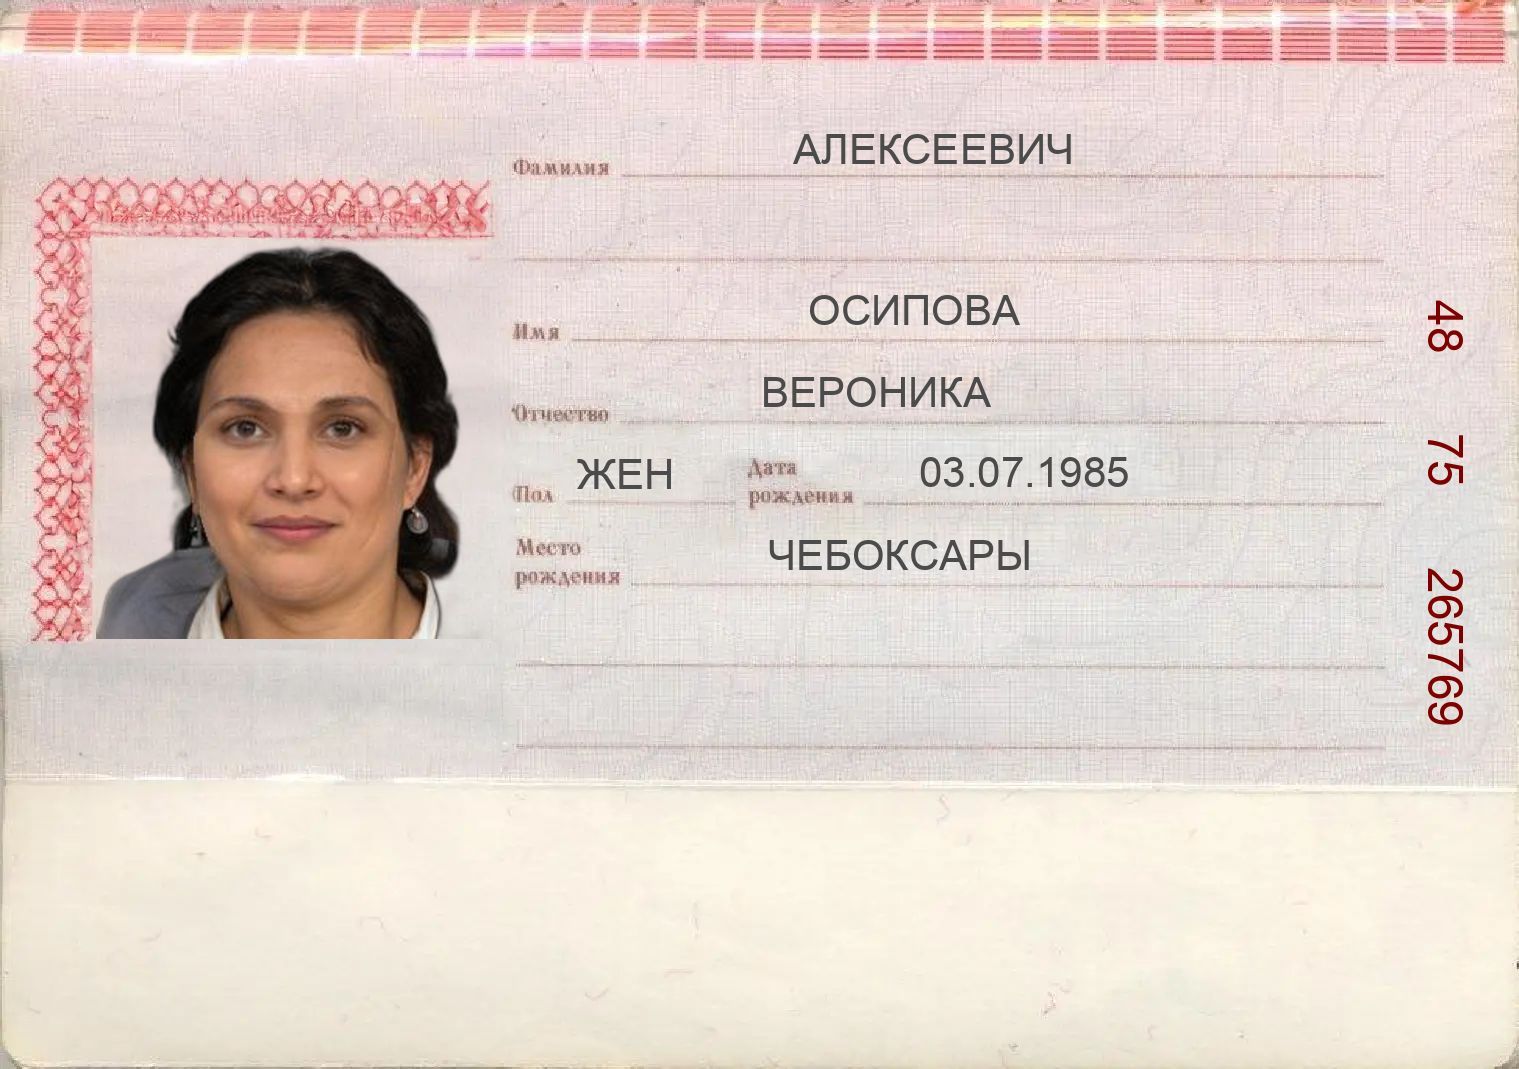 Фамилия АЛЕКСЕЕВИЧ
Имя ОСИПОВА
Отчество ВЕРОНИКА
Пол ЖЕН Дата рождения 03.07.1985
Место рождения ЧЕБОКСАРЫ
48 75 265769